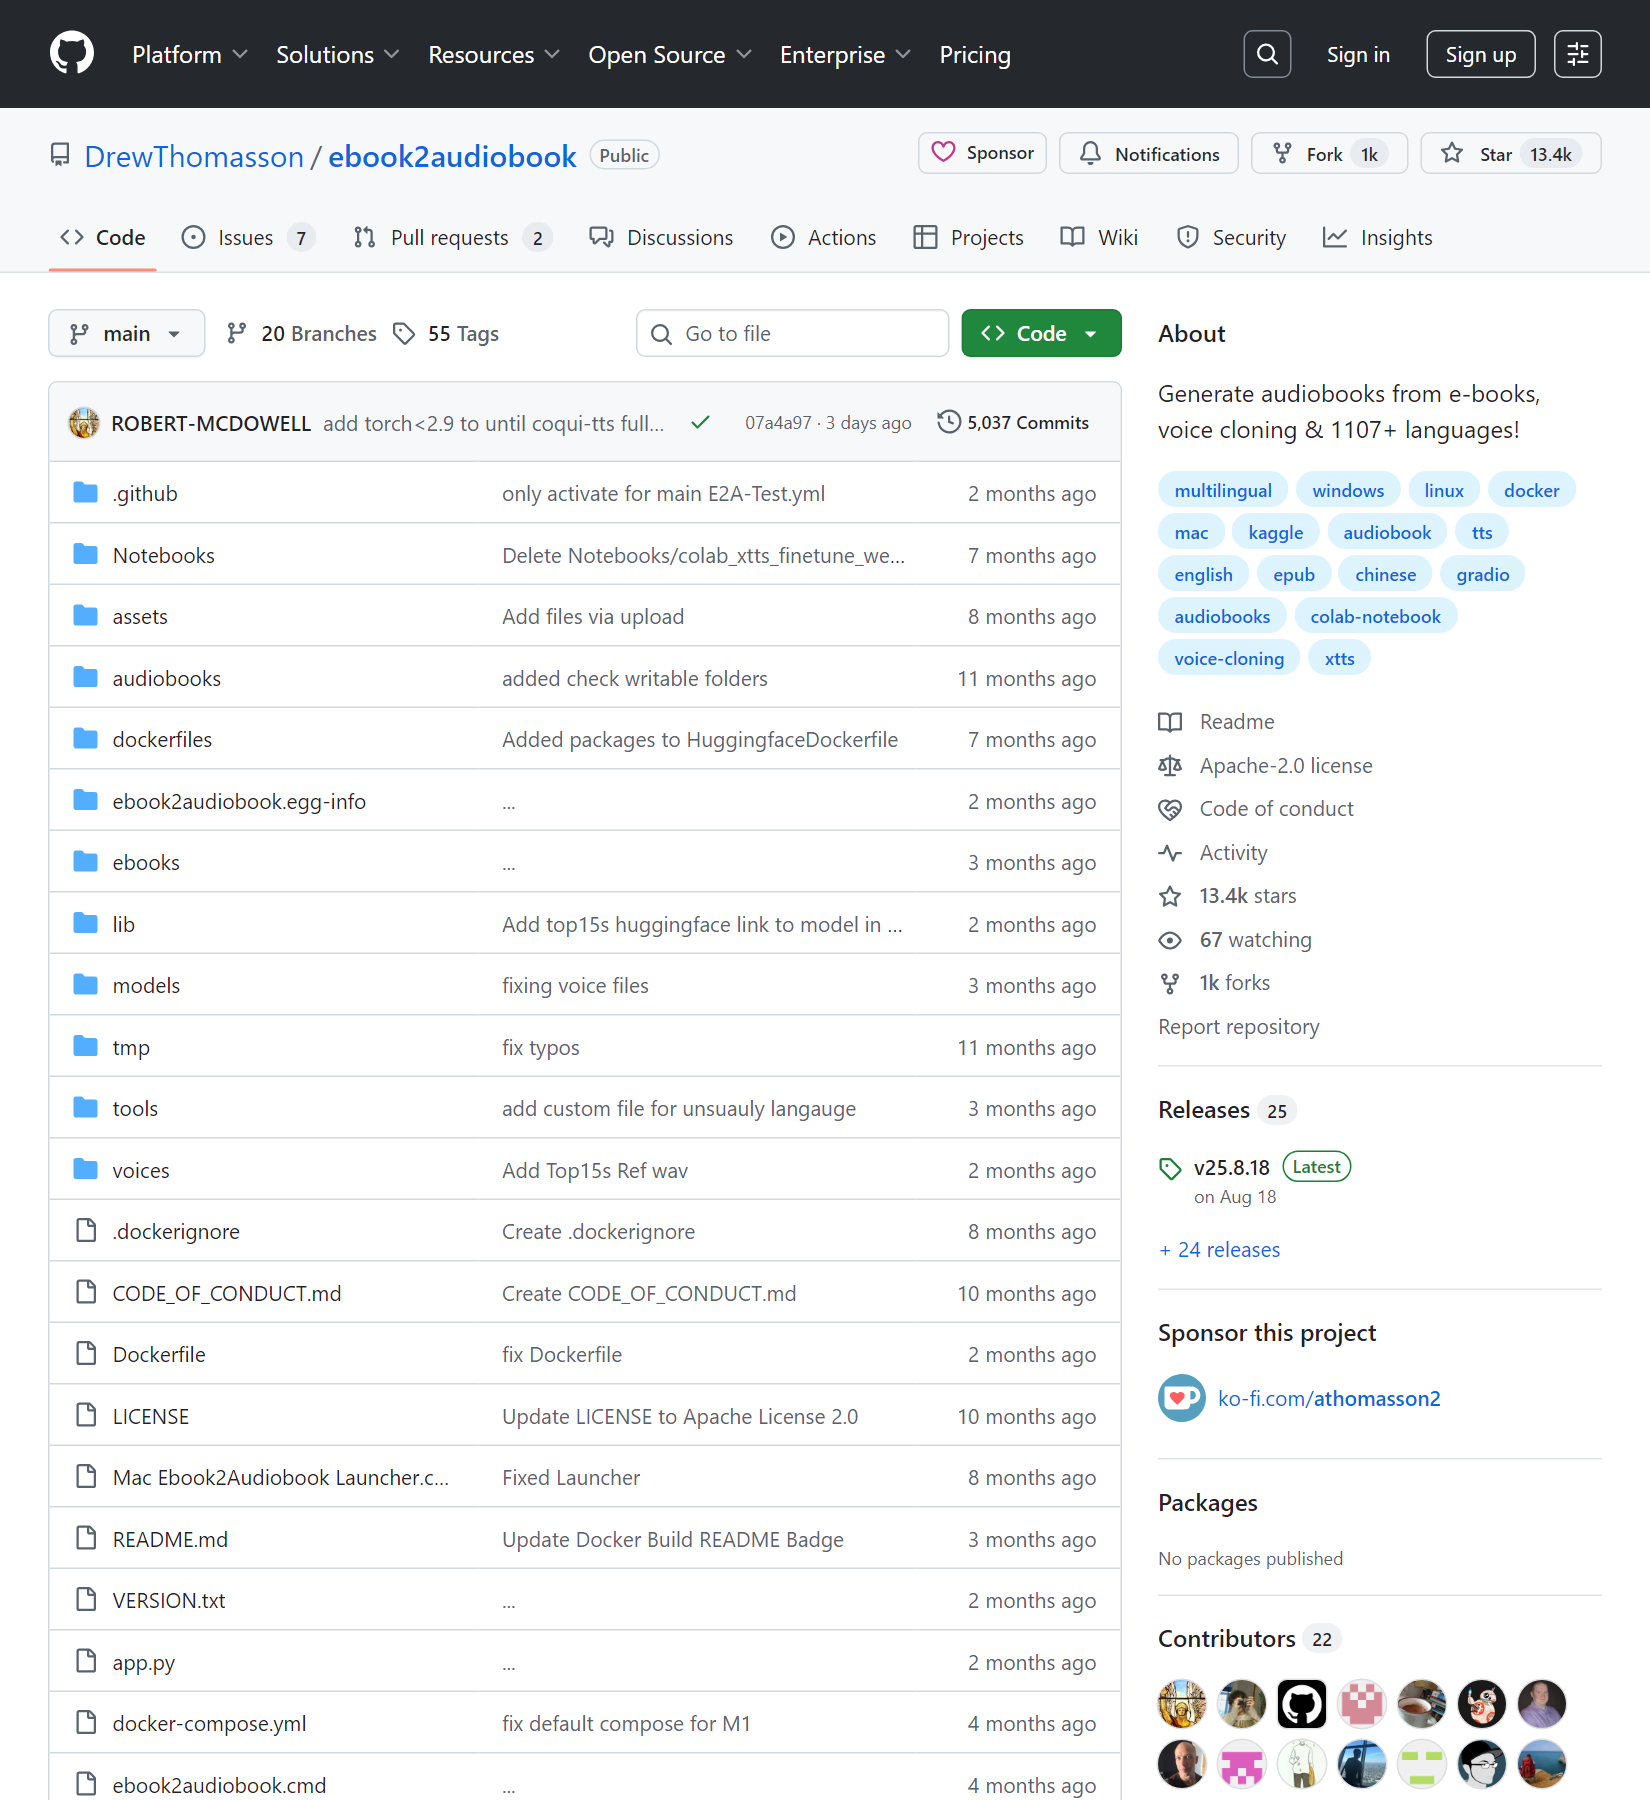 Platform Solutions Resources Open Source Enterprise Pricing Sign in Sign up
DrewThomasson / ebook2audiobook Public Sponsor Notifications Fork 1k Star 13.4k
Code Issues 7 Pull requests 2 Discussions Actions Projects Wiki Security Insights
main 20 Branches 55 Tags Go to file Code
ROBERT-MCDOWELL add torch<2.9 to until coqui-tts full... 07a4a97 · 3 days ago 5,037 Commits
.github only activate for main E2A-Test.yml 2 months ago
Notebooks Delete Notebooks/colab_xtts_finetune_we... 7 months ago
assets Add files via upload 8 months ago
audiobooks added check writable folders 11 months ago
dockerfiles Added packages to HuggingfaceDockerfile 7 months ago
ebook2audiobook.egg-info ... 2 months ago
ebooks ... 3 months ago
lib Add top15s huggingface link to model in ... 2 months ago
models fixing voice files 3 months ago
tmp fix typos 11 months ago
tools add custom file for unsuauly langauge 3 months ago
voices Add Top15s Ref wav 2 months ago
.dockerignore Create .dockerignore 8 months ago
CODE_OF_CONDUCT.md Create CODE_OF_CONDUCT.md 10 months ago
Dockerfile fix Dockerfile 2 months ago
LICENSE Update LICENSE to Apache License 2.0 10 months ago
Mac Ebook2Audiobook Launcher.c... Fixed Launcher 8 months ago
README.md Update Docker Build README Badge 3 months ago
VERSION.txt ... 2 months ago
app.py ... 2 months ago
docker-compose.yml fix default compose for M1 4 months ago
ebook2audiobook.cmd ... 4 months ago
About
Generate audiobooks from e-books,
voice cloning & 1107+ languages!
multilingual windows linux docker
mac kaggle audiobook tts
english epub chinese gradio
audiobooks colab-notebook
voice-cloning xtts
Readme
Apache-2.0 license
Code of conduct
Activity
13.4k stars
67 watching
1k forks
Report repository
Releases 25
v25.8.18 Latest
on Aug 18
+ 24 releases
Sponsor this project
ko-fi.com/athomasson2
Packages
No packages published
Contributors 22